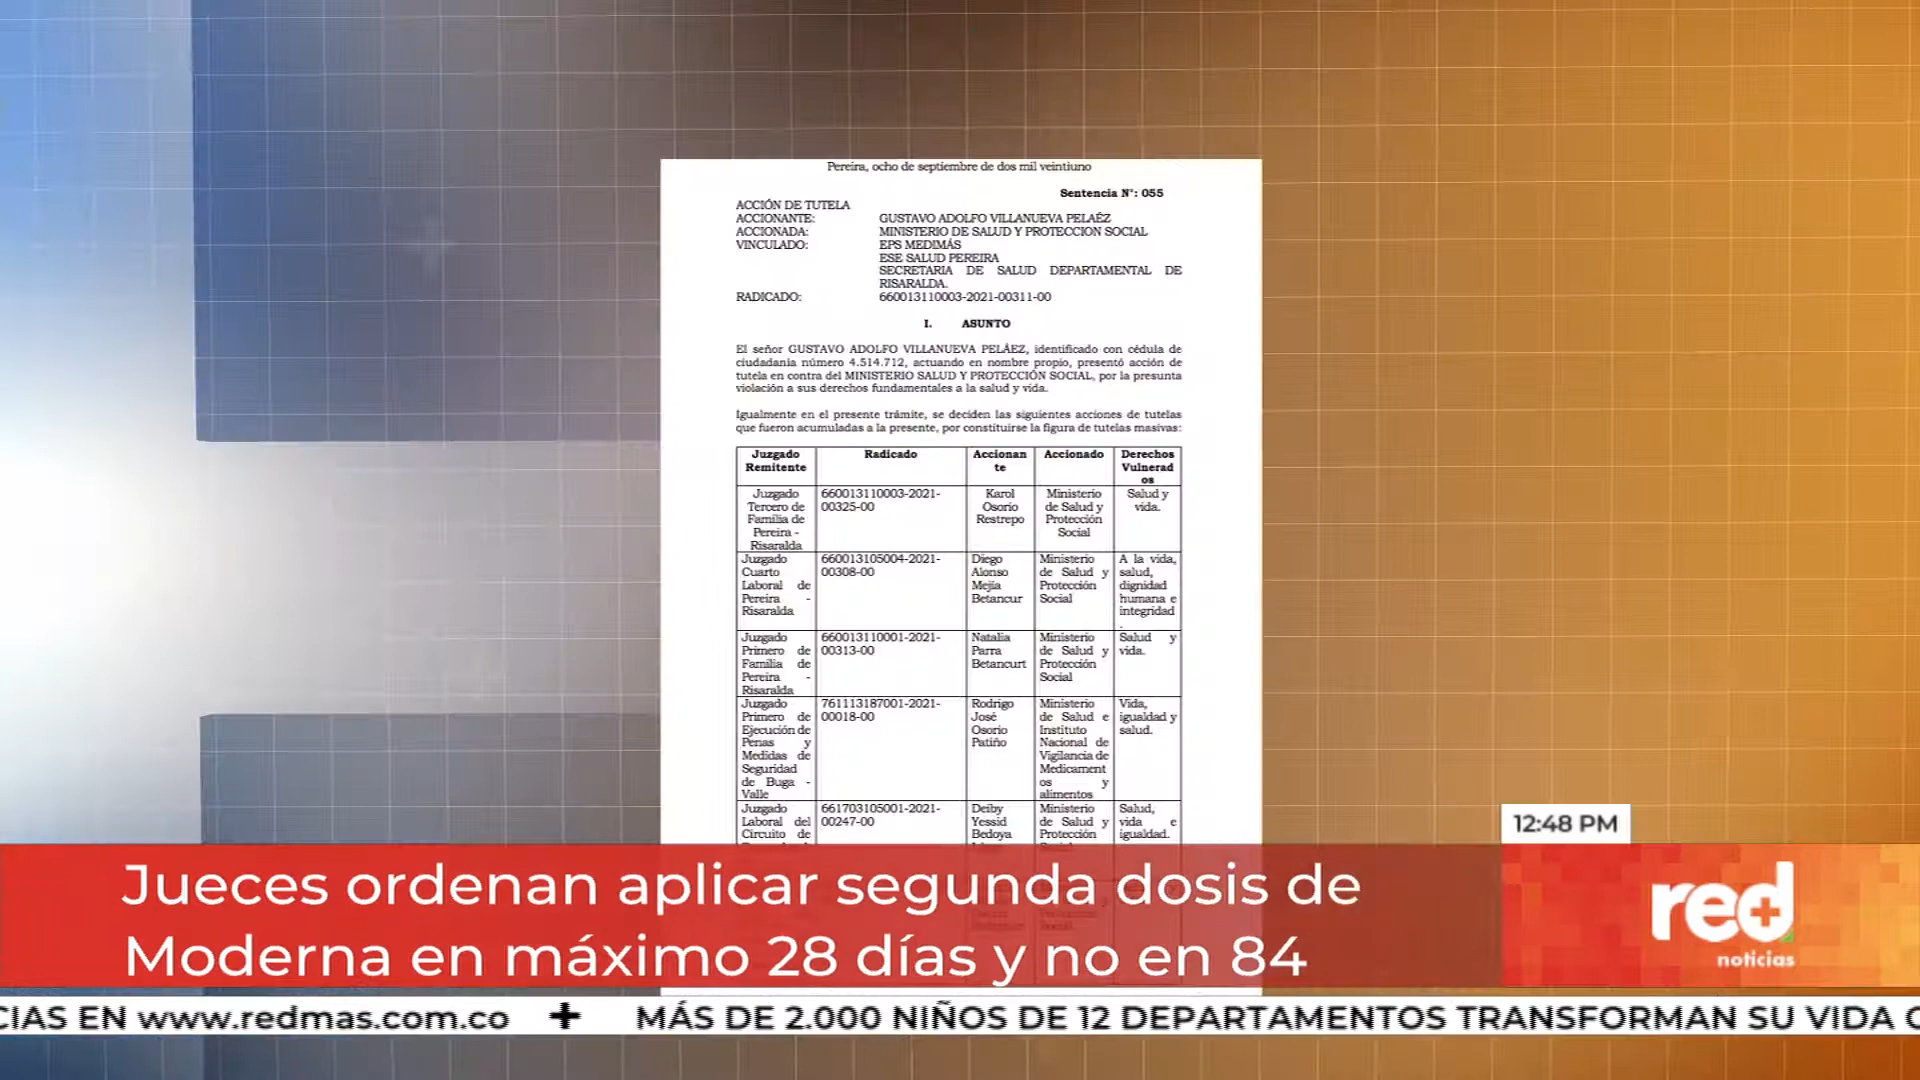 Pereira, ocho de septiembre de dos mil veintiuno
Sentencia N°: 055
ACCIÓN DE TUTELA
ACCIONANTE: GUSTAVO ADOLFO VILLANUEVA PELAÉZ
ACCIONADA: MINISTERIO DE SALUD Y PROTECCION SOCIAL
VINCULADO: EPS MEDIMÁS
ESE SALUD PEREIRA
SECRETARIA DE SALUD DEPARTAMENTAL DE
RISARALDA.
RADICADO: 660013110003-2021-00311-00
I. ASUNTO
El señor GUSTAVO ADOLFO VILLANUEVA PELÁEZ, identificado con cédula de
ciudadanía número 4.514.712, actuando en nombre propio, presentó acción de
tutela en contra del MINISTERIO SALUD Y PROTECCIÓN SOCIAL, por la presunta
violación a sus derechos fundamentales a la salud y vida.
Igualmente en el presente trámite, se deciden las siguientes acciones de tutelas
que fueron acumuladas a la presente, por constituirse la figura de tutelas masivas:
Juzgado Radicado Accionan Accionado Derechos
Remitente te Vulnerad
os
Juzgado 660013110003-2021- Karol Ministerio Salud y
Tercero de 00325-00 Osorio de Salud y vida.
Familia de Restrepo Protección
Pereira - Social
Risaralda
Juzgado 660013105004-2021- Diego Ministerio A la vida,
Cuarto 00308-00 Alonso de Salud y salud,
Laboral de Mejía Protección dignidad
Pereira - Betancur Social humana e
Risaralda integridad
.
Juzgado 660013110001-2021- Natalia Ministerio Salud y
Primero de 00313-00 Parra de Salud y vida.
Familia de Betancurt Protección
Pereira - Social
Risaralda
Juzgado 761113187001-2021- Rodrigo Ministerio Vida,
Primero de 00018-00 José de Salud e igualdad y
Ejecución de Osorio Instituto salud.
Penas y Patiño Nacional de
Medidas de Vigilancia de
Seguridad Medicament
de Buga - os y
Valle alimentos
Juzgado 661703105001-2021- Deiby Ministerio Salud,
Laboral del 00247-00 Yessid de Salud y vida e
Circuito de Bedoya Protección igualdad.
12:48 PM
Jueces ordenan aplicar segunda dosis de
Moderna en máximo 28 días y no en 84
red+
noticias
CIAS EN www.redmas.com.co + MÁS DE 2.000 NIÑOS DE 12 DEPARTAMENTOS TRANSFORMAN SU VIDA